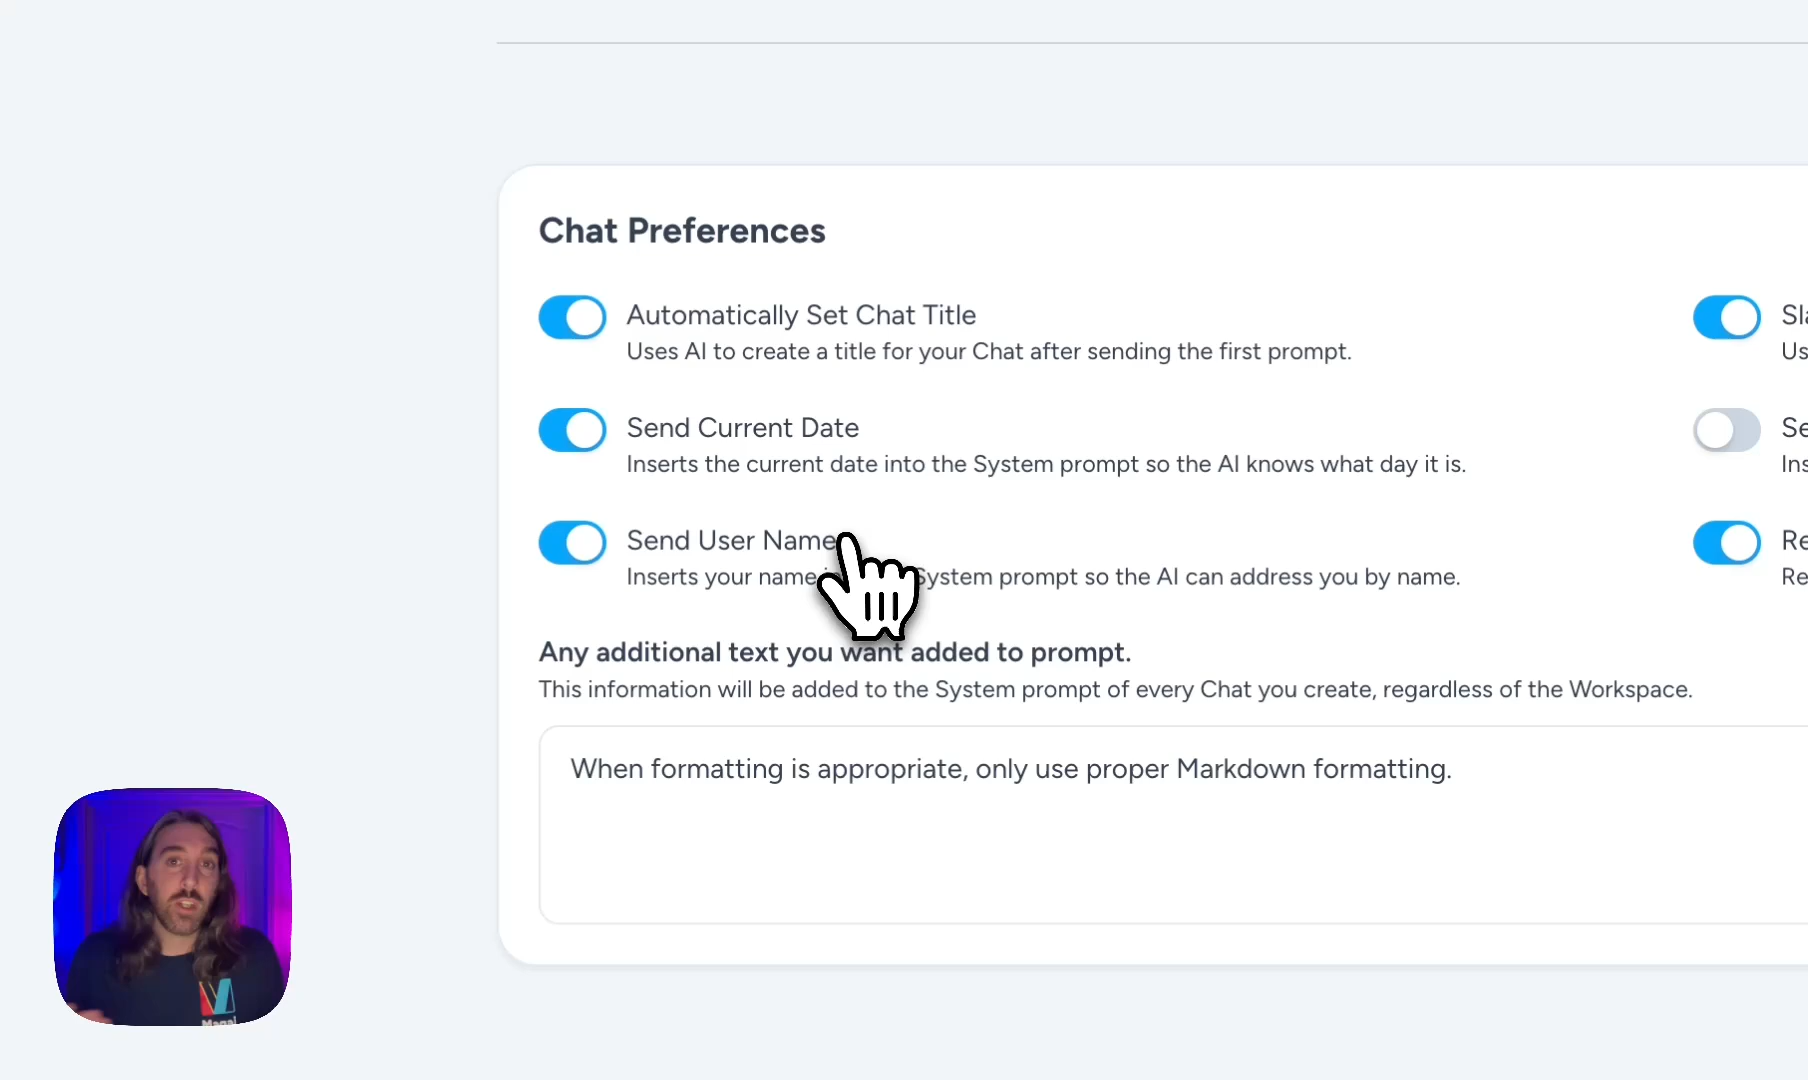 Chat Preferences
Automatically Set Chat Title
Uses AI to create a title for your Chat after sending the first prompt.
Send Current Date
Inserts the current date into the System prompt so the AI knows what day it is.
Send User Name
Inserts your name System prompt so the AI can address you by name.
Any additional text you want added to prompt.
This information will be added to the System prompt of every Chat you create, regardless of the Workspace.
When formatting is appropriate, only use proper Markdown formatting.
Magai